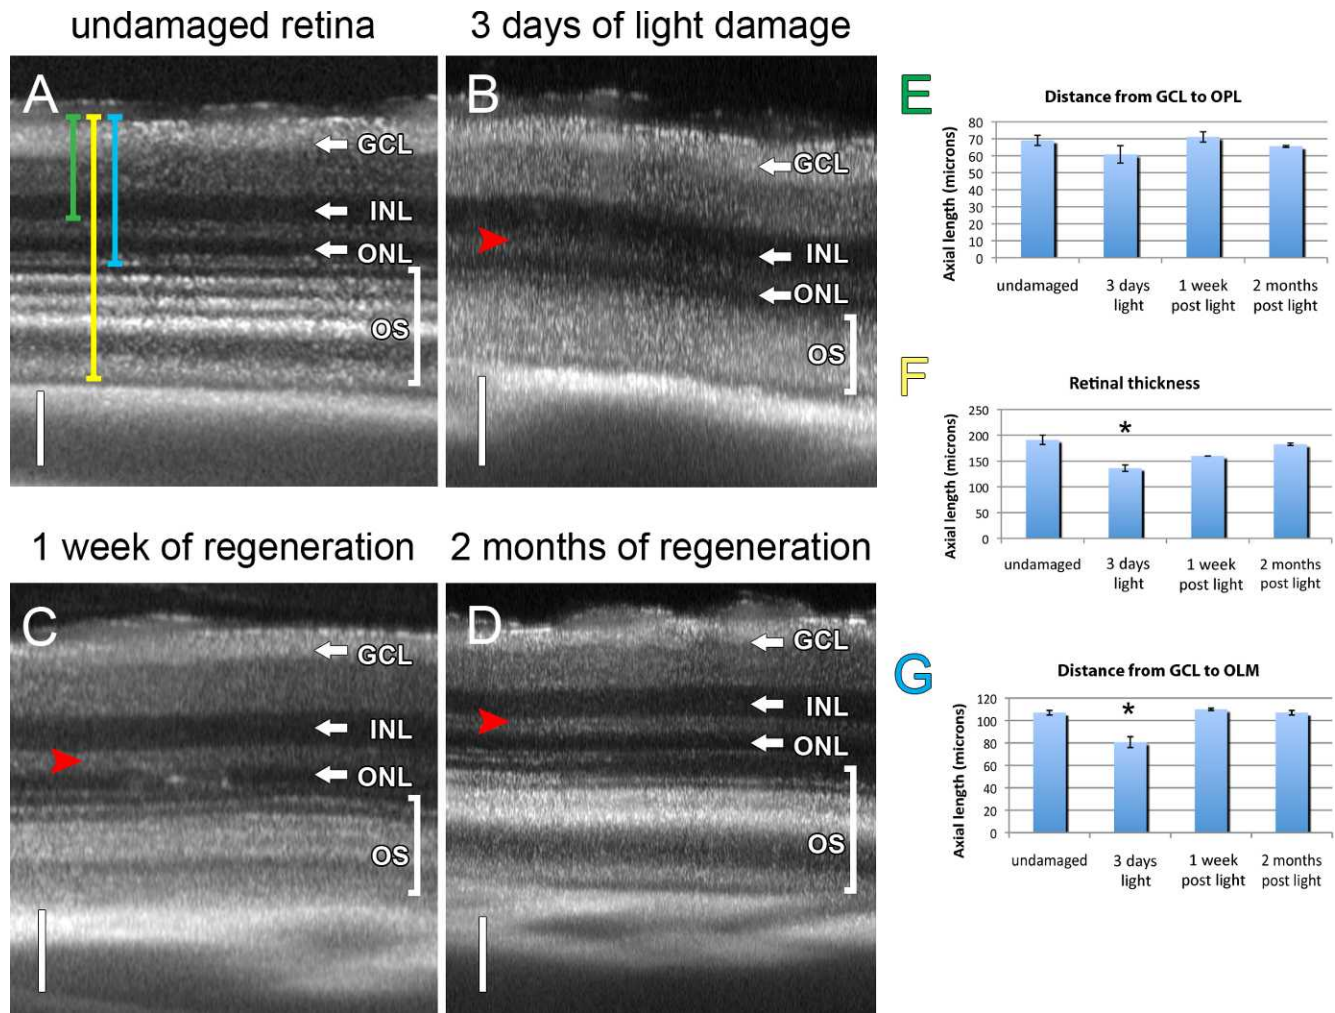 undamaged retina
3 days of light damage
A
GCL
INL
ONL
OS
B
GCL
INL
ONL
OS
1 week of regeneration
2 months of regeneration
C
GCL
INL
ONL
OS
D
GCL
INL
ONL
OS
E
Distance from GCL to OPL
Axial length (microns)
80
70
60
50
40
30
20
10
0
undamaged
3 days
light
1 week
post light
2 months
post light
F
Retinal thickness
Axial length (microns)
250
200
150
100
50
0
*
undamaged
3 days
light
1 week
post light
2 months
post light
G
Distance from GCL to OLM
Axial length (microns)
120
100
80
60
40
20
0
*
undamaged
3 days
light
1 week
post light
2 months
post light